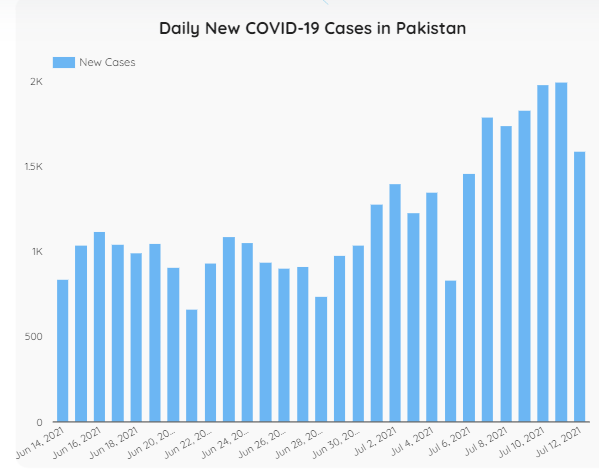 Daily New COVID-19 Cases in Pakistan
New Cases
2K
1.5K
1K
500
0
Jun 14, 2021
Jun 16, 2021
Jun 18, 2021
Jun 20, 20...
Jun 22, 20...
Jun 24, 20...
Jun 26, 20...
Jun 28, 20...
Jun 30, 20...
Jul 2, 2021
Jul 4, 2021
Jul 6, 2021
Jul 8, 2021
Jul 10, 2021
Jul 12, 2021